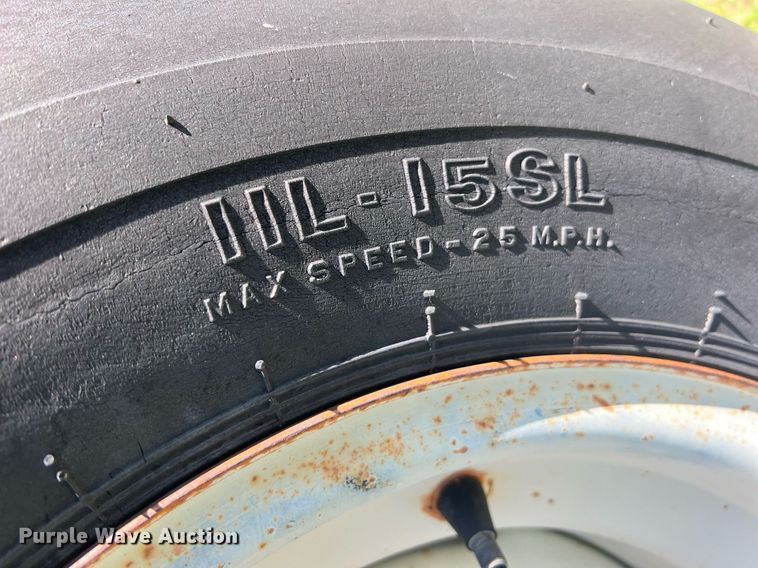 11L-15SL
MAX SPEED-25 M.P.H.
Purple Wave Auction